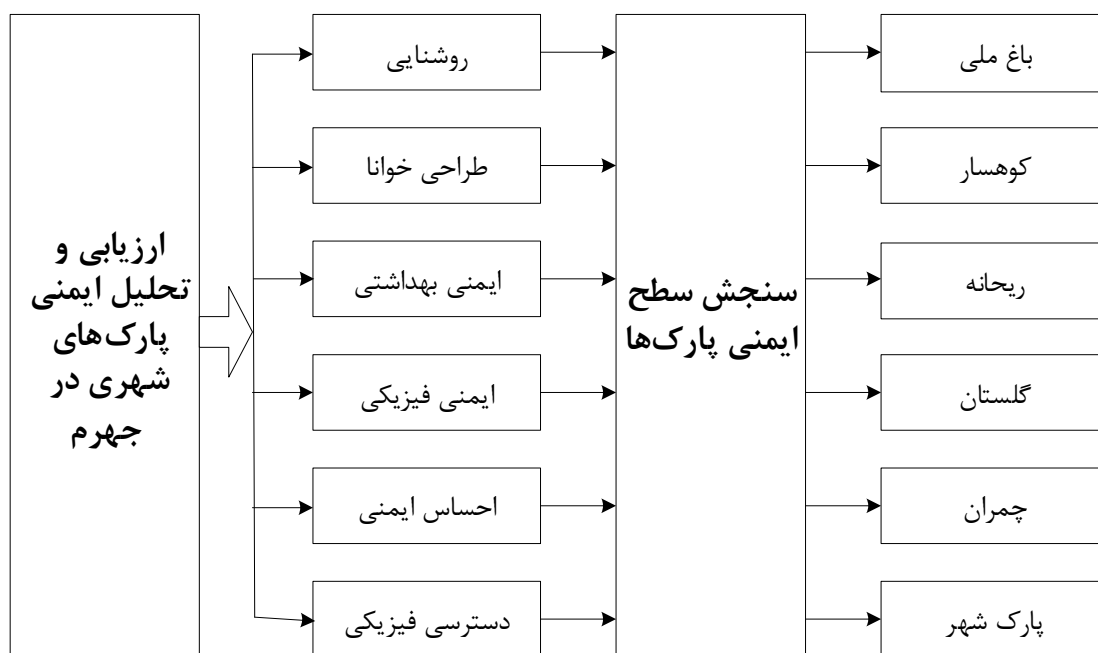 ارزیابی و
تحلیل ایمنی
پارک‌های
شهری در
جهرم
روشنایی
طراحی خوانا
ایمنی بهداشتی
ایمنی فیزیکی
احساس ایمنی
دسترسی فیزیکی
سنجش سطح
ایمنی پارک‌ها
باغ ملی
کوهسار
ریحانه
گلستان
چمران
پارک شهر